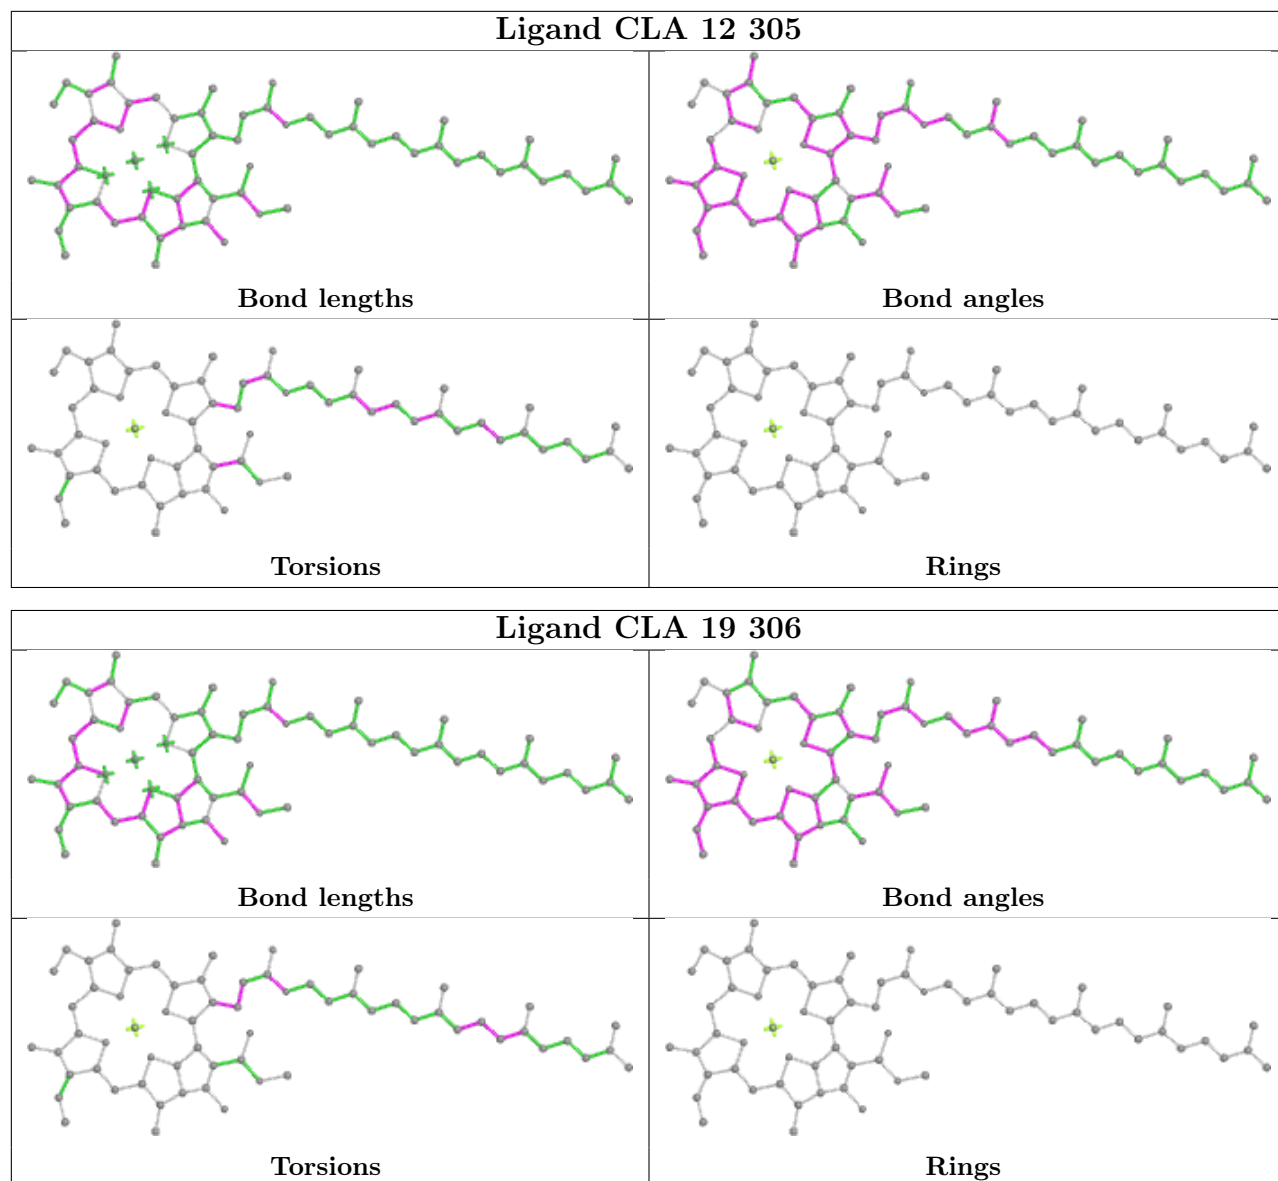 Ligand CLA 12 305
Bond lengths
Bond angles
Torsions
Rings
Ligand CLA 19 306
Bond lengths
Bond angles
Torsions
Rings